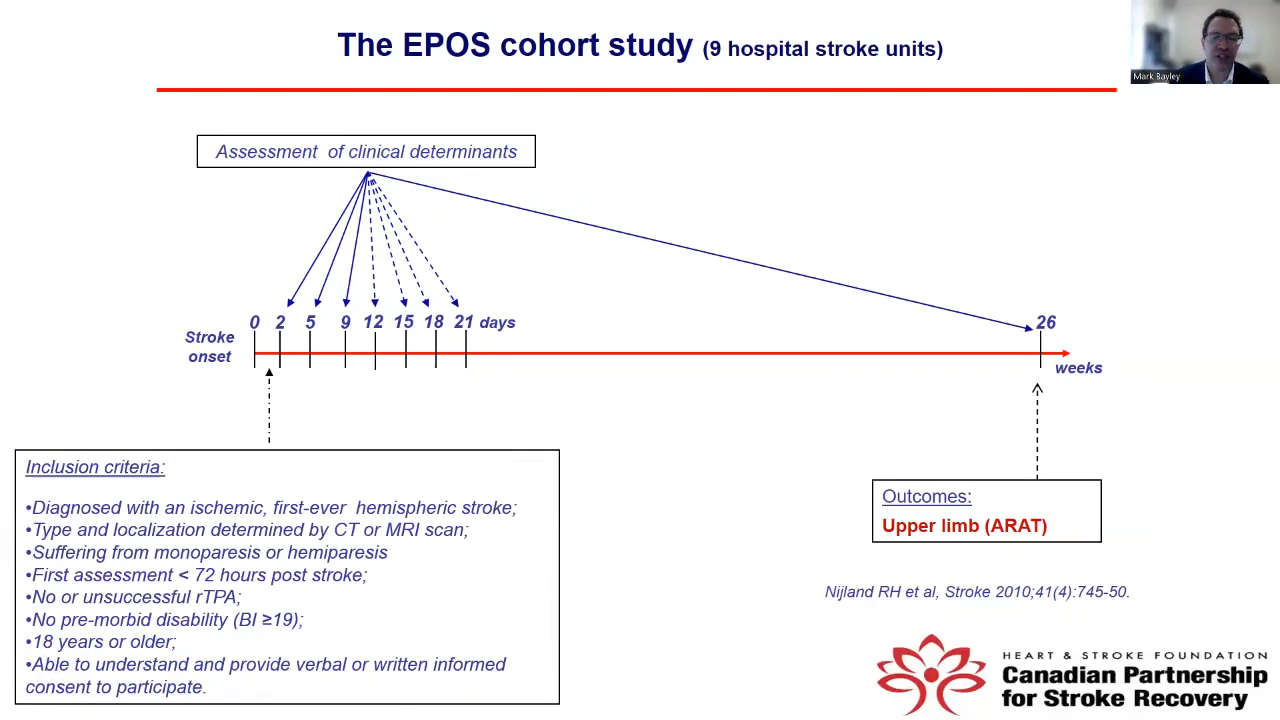 The EPOS cohort study (9 hospital stroke units)
Mark Bayley
Assessment of clinical determinants
0 2 5 9 12 15 18 21 days
26
Stroke
onset
weeks
Inclusion criteria:
•Diagnosed with an ischemic, first-ever hemispheric stroke;
•Type and localization determined by CT or MRI scan;
•Suffering from monoparesis or hemiparesis
•First assessment < 72 hours post stroke;
•No or unsuccessful rTPA;
•No pre-morbid disability (BI ≥19);
•18 years or older;
•Able to understand and provide verbal or written informed
consent to participate.
Outcomes:
Upper limb (ARAT)
Nijland RH et al, Stroke 2010;41(4):745-50.
HEART & STROKE FOUNDATION
Canadian Partnership
for Stroke Recovery